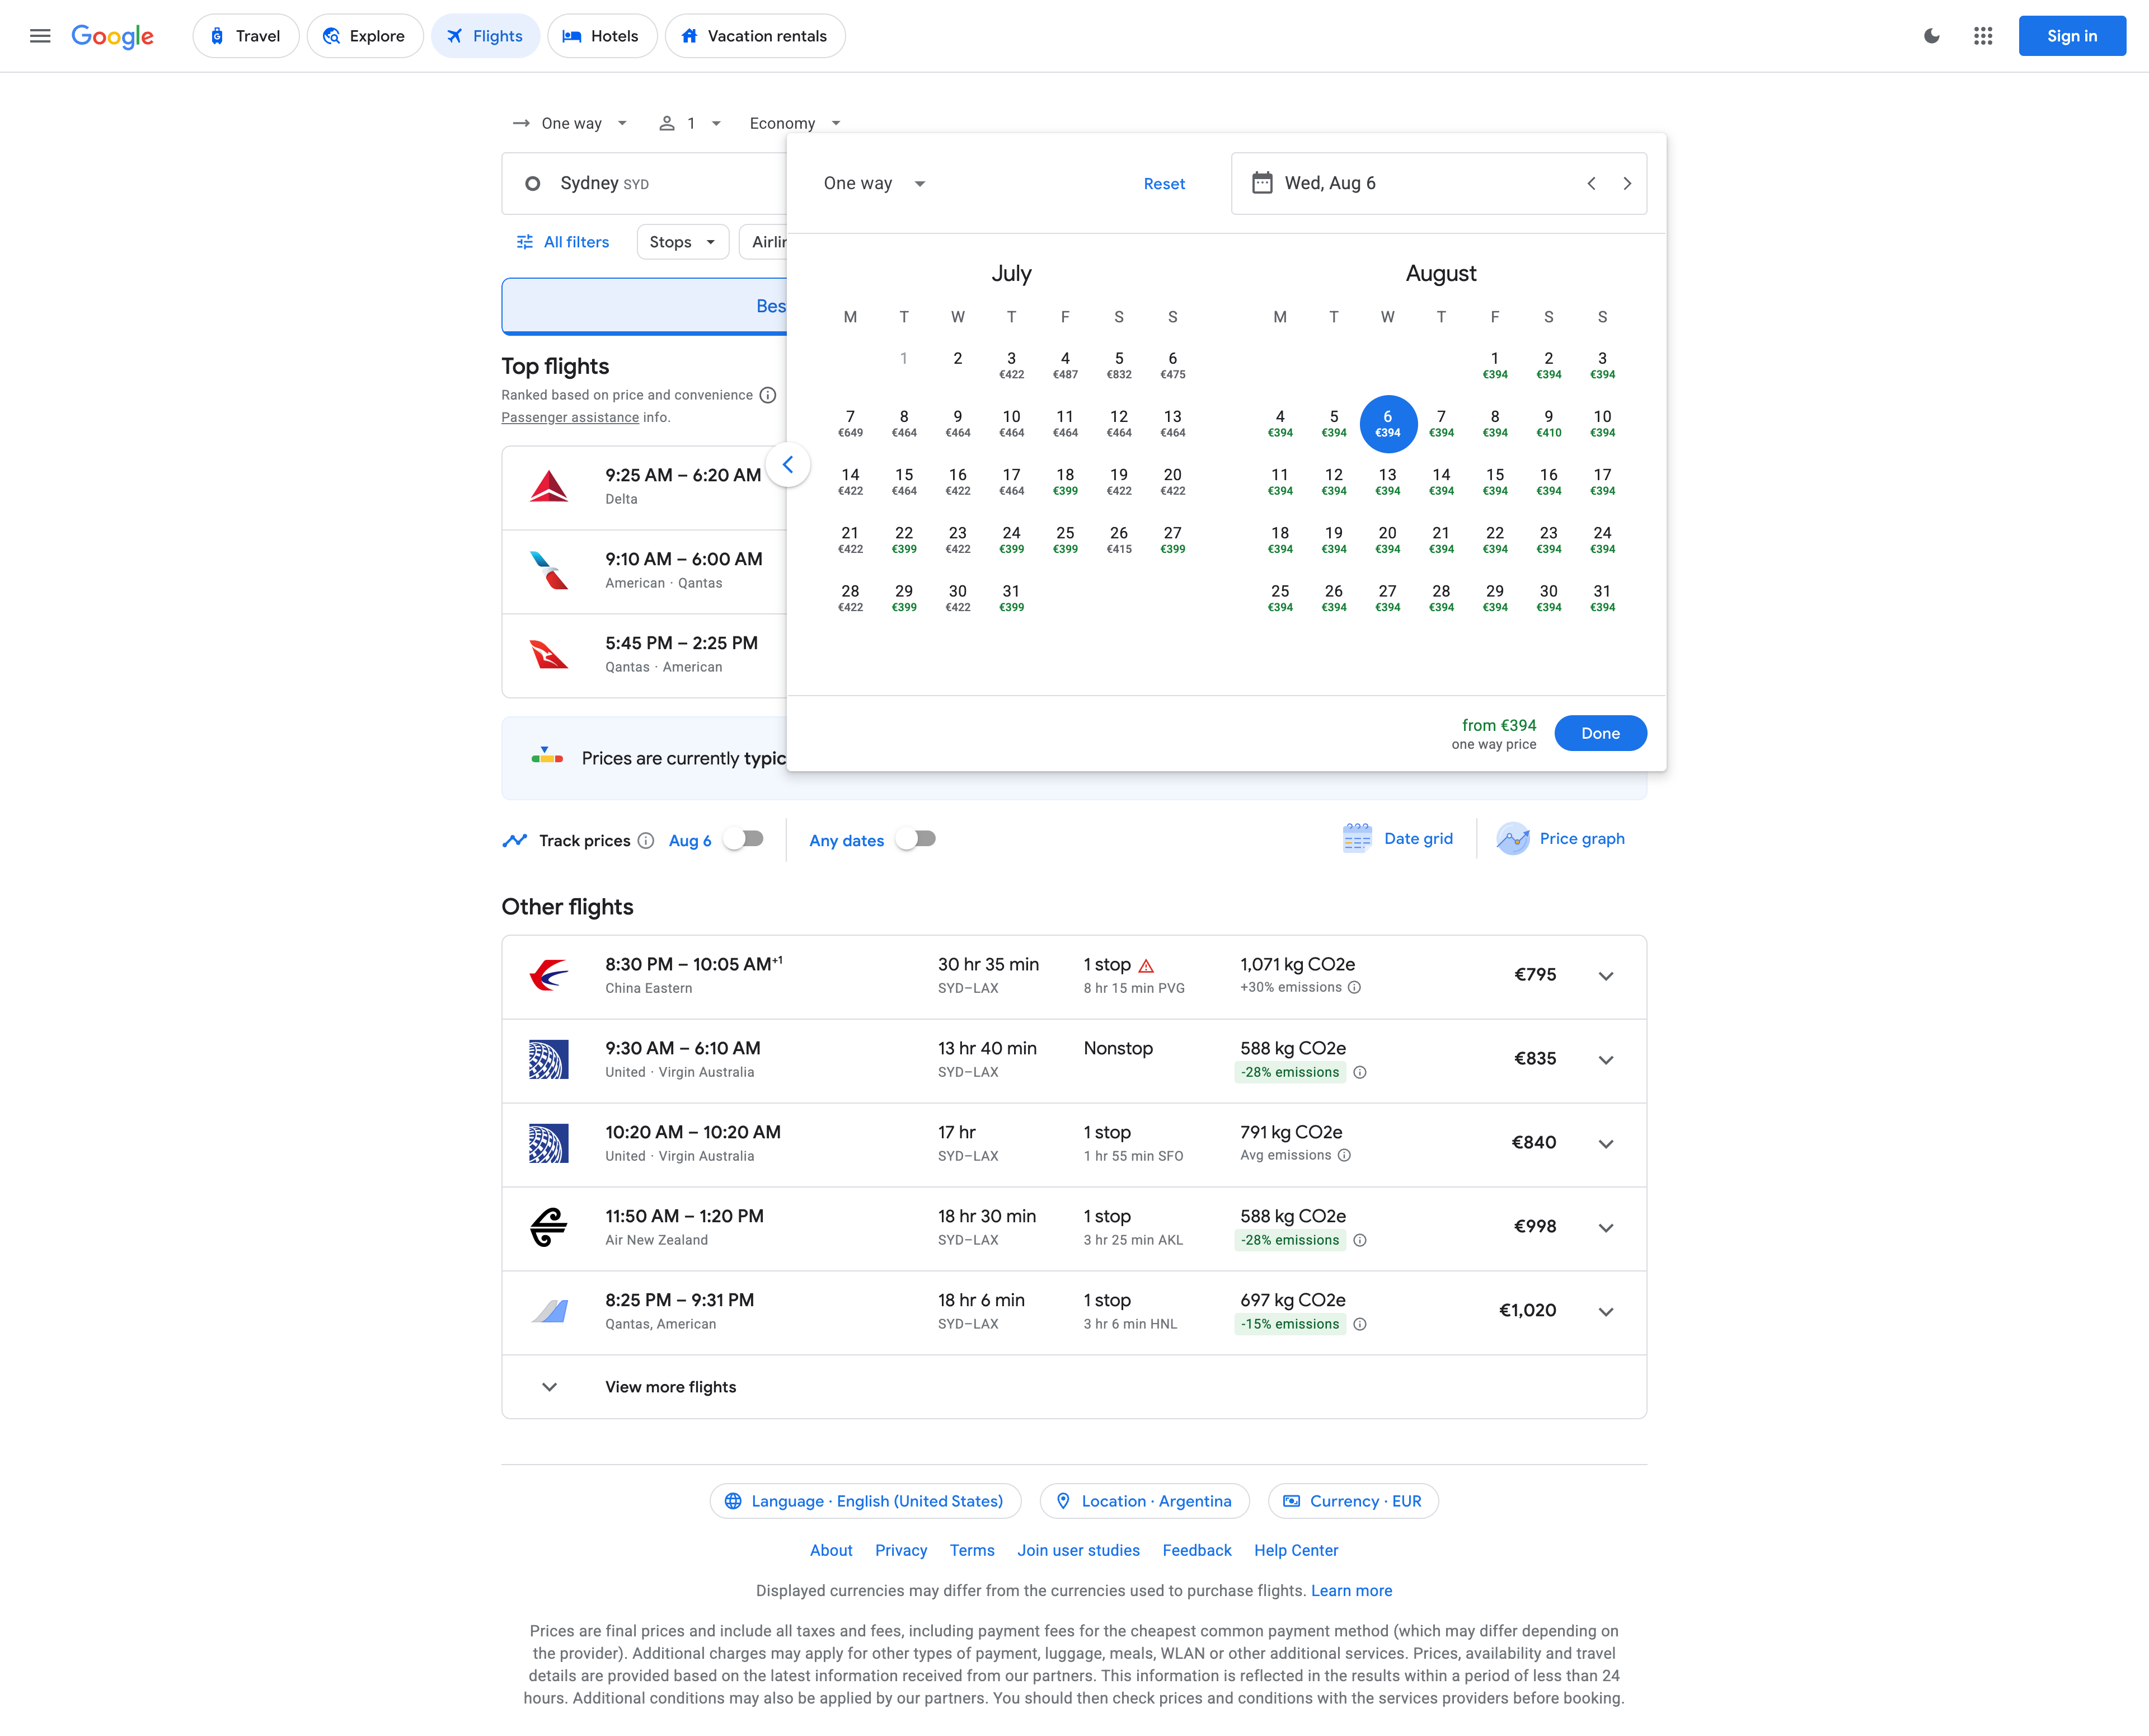 Google
Travel
Explore
Flights
Hotels
Vacation rentals
Sign in
One way
1
Economy
Sydney SYD
One way
Reset
Wed, Aug 6
All filters
Stops
Airlin
Bes
July
M T W T F S S
1 2 3 4 5 6
€422 €487 €832 €475
7 8 9 10 11 12 13
€649 €464 €464 €464 €464 €464 €464
14 15 16 17 18 19 20
€422 €464 €422 €464 €399 €422 €422
21 22 23 24 25 26 27
€422 €399 €422 €399 €399 €415 €399
28 29 30 31
€422 €399 €422 €399
August
M T W T F S S
1 2 3
€394 €394 €394
4 5 6 7 8 9 10
€394 €394 €394 €394 €394 €410 €394
11 12 13 14 15 16 17
€394 €394 €394 €394 €394 €394 €394
18 19 20 21 22 23 24
€394 €394 €394 €394 €394 €394 €394
25 26 27 28 29 30 31
€394 €394 €394 €394 €394 €394 €394
from €394
one way price
Done
Top flights
Ranked based on price and convenience
Passenger assistance info.
9:25 AM – 6:20 AM
Delta
9:10 AM – 6:00 AM
American · Qantas
5:45 PM – 2:25 PM
Qantas · American
Prices are currently typic
Track prices
Aug 6
Any dates
Date grid
Price graph
Other flights
8:30 PM – 10:05 AM+1 30 hr 35 min 1 stop 1,071 kg CO2e €795
China Eastern SYD–LAX 8 hr 15 min PVG +30% emissions
9:30 AM – 6:10 AM 13 hr 40 min Nonstop 588 kg CO2e €835
United · Virgin Australia SYD–LAX -28% emissions
10:20 AM – 10:20 AM 17 hr 1 stop 791 kg CO2e €840
United · Virgin Australia SYD–LAX 1 hr 55 min SFO Avg emissions
11:50 AM – 1:20 PM 18 hr 30 min 1 stop 588 kg CO2e €998
Air New Zealand SYD–LAX 3 hr 25 min AKL -28% emissions
8:25 PM – 9:31 PM 18 hr 6 min 1 stop 697 kg CO2e €1,020
Qantas, American SYD–LAX 3 hr 6 min HNL -15% emissions
View more flights
Language · English (United States)
Location · Argentina
Currency · EUR
About Privacy Terms Join user studies Feedback Help Center
Displayed currencies may differ from the currencies used to purchase flights. Learn more
Prices are final prices and include all taxes and fees, including payment fees for the cheapest common payment method (which may differ depending on
the provider). Additional charges may apply for other types of payment, luggage, meals, WLAN or other additional services. Prices, availability and travel
details are provided based on the latest information received from our partners. This information is reflected in the results within a period of less than 24
hours. Additional conditions may also be applied by our partners. You should then check prices and conditions with the services providers before booking.